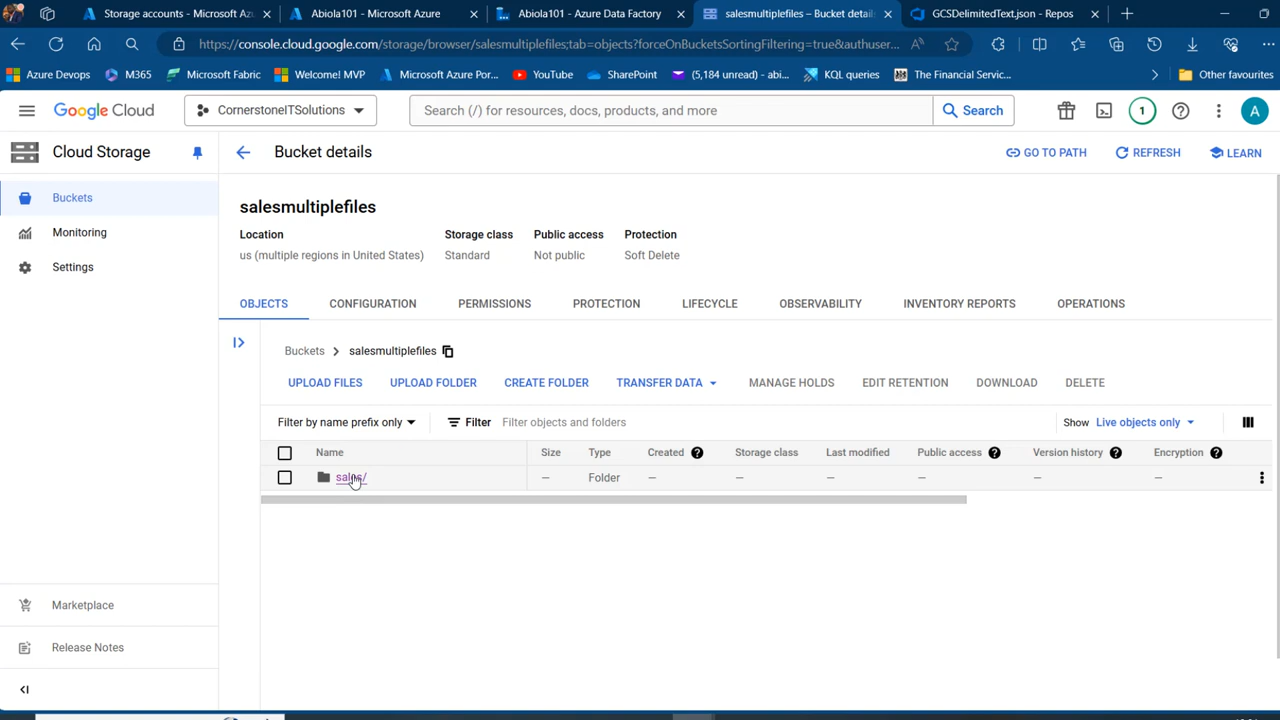 Storage accounts - Microsoft Az
Abiola101 - Microsoft Azure
Abiola101 - Azure Data Factory
salesmultiplefiles – Bucket detail
GCSDelimitedText.json - Repos
https://console.cloud.google.com/storage/browser/salesmultiplefiles;tab=objects?forceOnBucketsSortingFiltering=true&authuser...
Azure Devops
M365
Microsoft Fabric
Welcome! MVP
Microsoft Azure Por...
YouTube
SharePoint
(5,184 unread) - abi...
KQL queries
The Financial Servic...
Other favourites
Google Cloud
CornerstoneITSolutions
Search (/) for resources, docs, products, and more
Search
1
A
Cloud Storage
Bucket details
GO TO PATH
REFRESH
LEARN
Buckets
Monitoring
Settings
salesmultiplefiles
Location
Storage class
Public access
Protection
us (multiple regions in United States)
Standard
Not public
Soft Delete
OBJECTS
CONFIGURATION
PERMISSIONS
PROTECTION
LIFECYCLE
OBSERVABILITY
INVENTORY REPORTS
OPERATIONS
Buckets > salesmultiplefiles
UPLOAD FILES
UPLOAD FOLDER
CREATE FOLDER
TRANSFER DATA
MANAGE HOLDS
EDIT RETENTION
DOWNLOAD
DELETE
Filter by name prefix only
Filter
Filter objects and folders
Show
Live objects only
Name
Size
Type
Created
Storage class
Last modified
Public access
Version history
Encryption
sales/
—
Folder
—
—
—
—
—
—
Marketplace
Release Notes